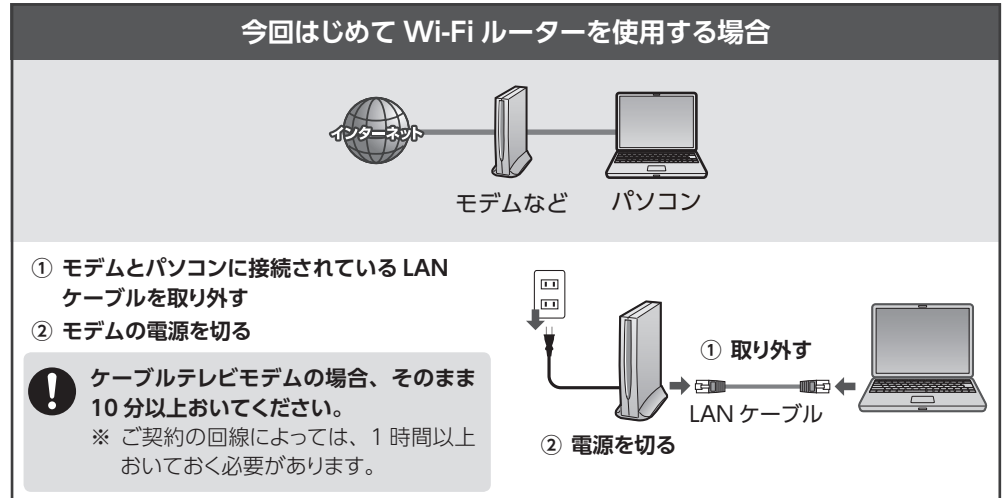 今回はじめて Wi-Fi ルーターを使用する場合
インターネット
モデムなど
パソコン
① モデムとパソコンに接続されている LAN
ケーブルを取り外す
② モデムの電源を切る
ケーブルテレビモデムの場合、そのまま
10 分以上おいてください。
※ ご契約の回線によっては、1 時間以上
おいておく必要があります。
① 取り外す
LAN ケーブル
② 電源を切る